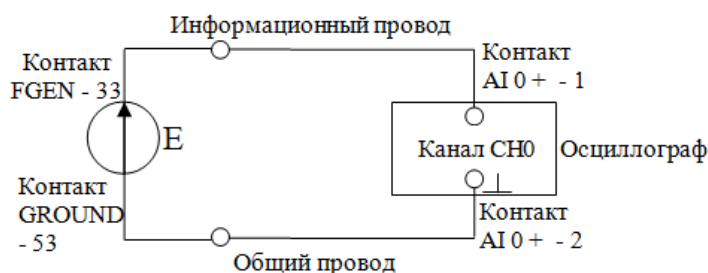 Информационный провод
Контакт
FGEN - 33
Контакт
AI 0 + - 1
E
Канал CH0
Осциллограф
Контакт
GROUND
- 53
Контакт
AI 0 + - 2
Общий провод